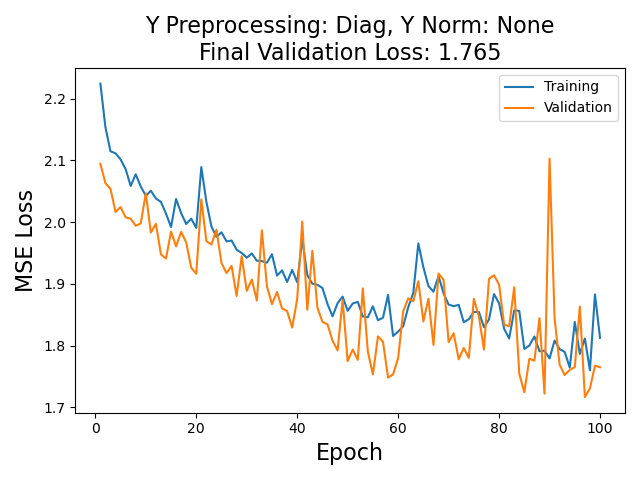 Y Preprocessing: Diag, Y Norm: None
Final Validation Loss: 1.765
Training
Validation
MSE Loss
2.2
2.1
2.0
1.9
1.8
1.7
0
20
40
60
80
100
Epoch